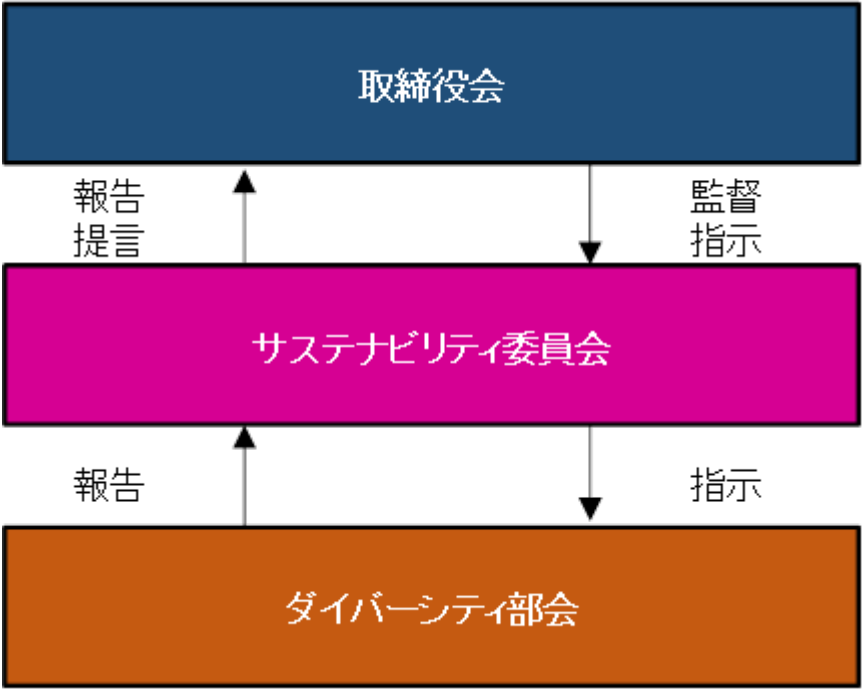 取締役会
報告
提言
監督
指示
サステナビリティ委員会
報告
指示
ダイバーシティ部会